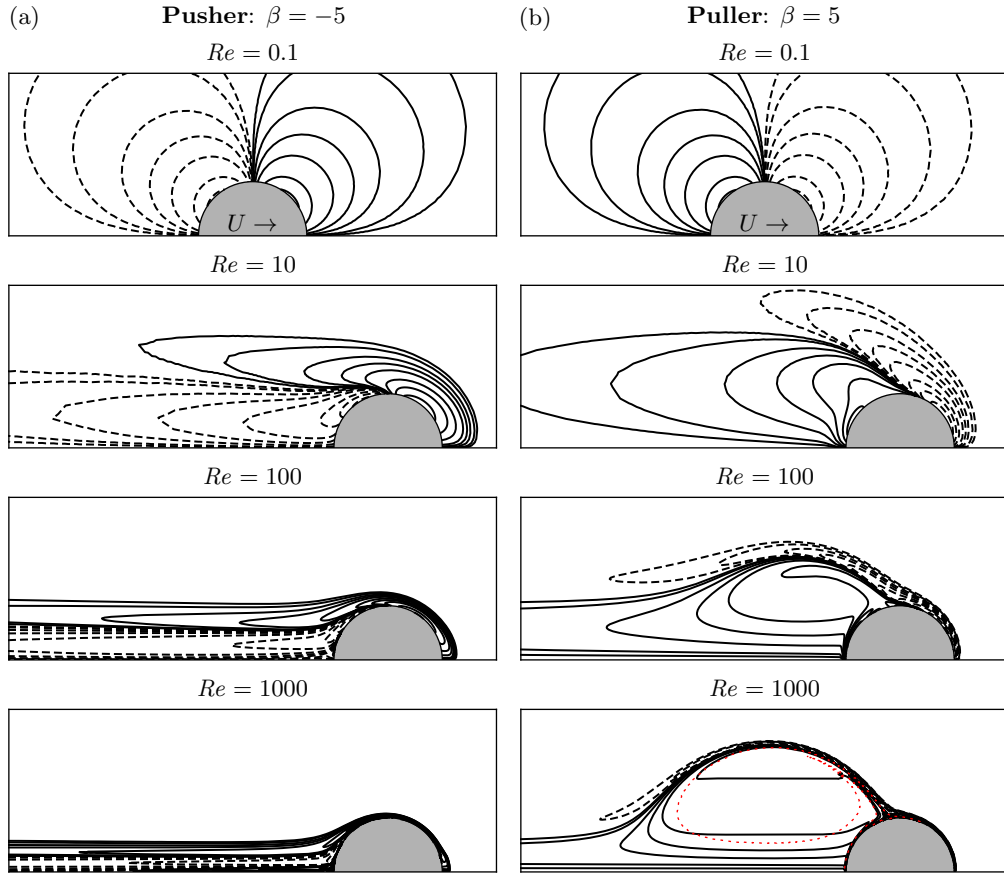 (a) Pusher: β = −5
(b) Puller: β = 5
Re = 0.1
Re = 0.1
U →
U →
Re = 10
Re = 10
Re = 100
Re = 100
Re = 1000
Re = 1000